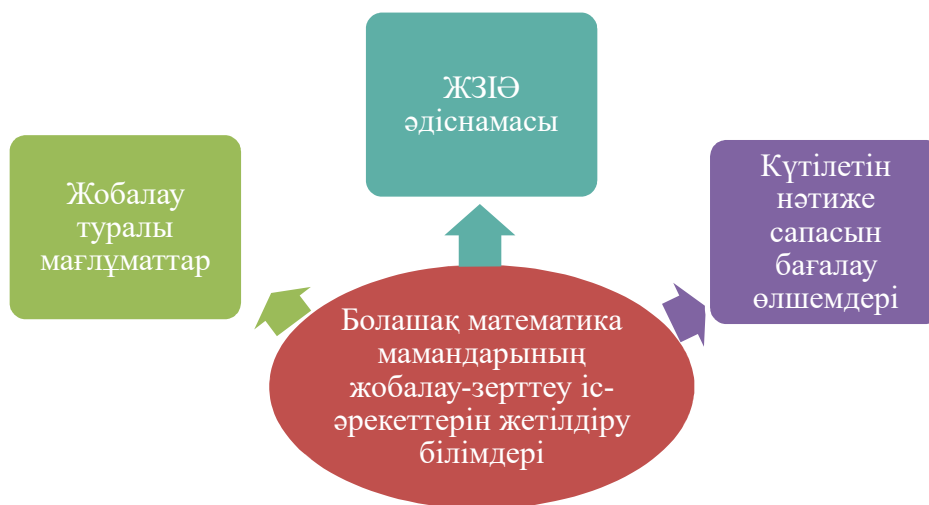 ЖЗІӘ
әдіснамасы
Жобалау
туралы
мағлұматтар
Күтілетін
нәтиже
сапасын
бағалау
өлшемдері
Болашақ математика
мамандарының
жобалау-зерттеу іс-
әрекеттерін жетілдіру
білімдері